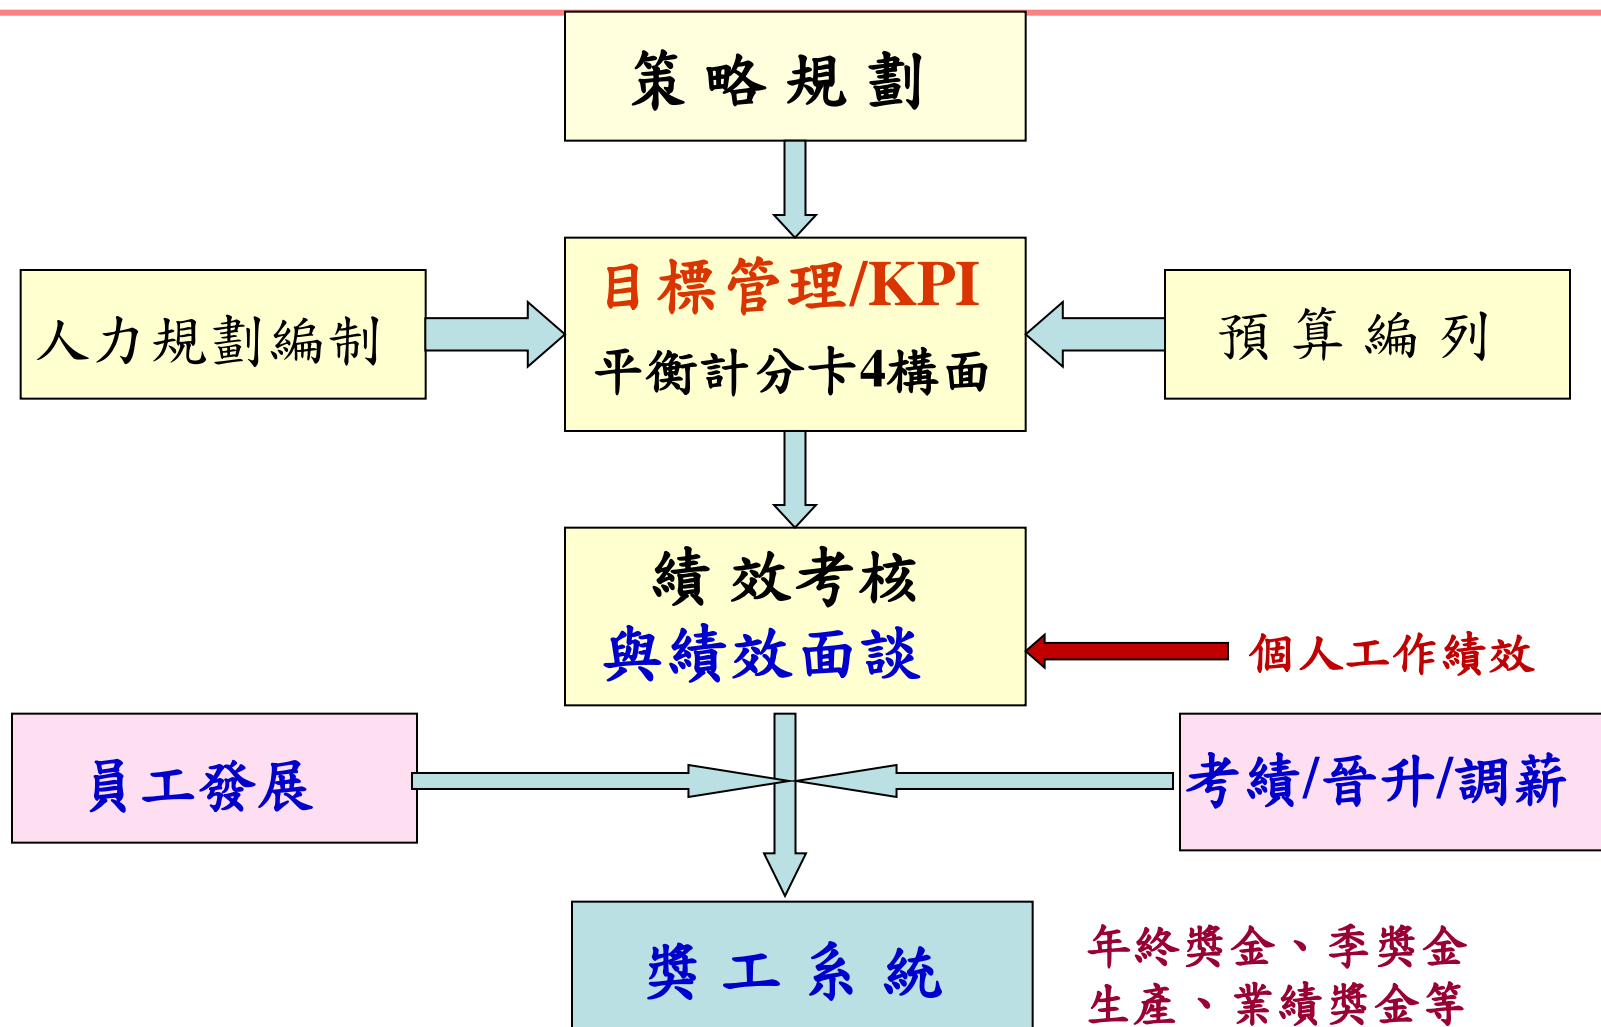 策略規劃
目標管理/KPI
平衡計分卡4構面
人力規劃編制
預算編列
績效考核
與績效面談
個人工作績效
員工發展
考績/晉升/調薪
獎工系統
年終獎金、季獎金
生產、業績獎金等